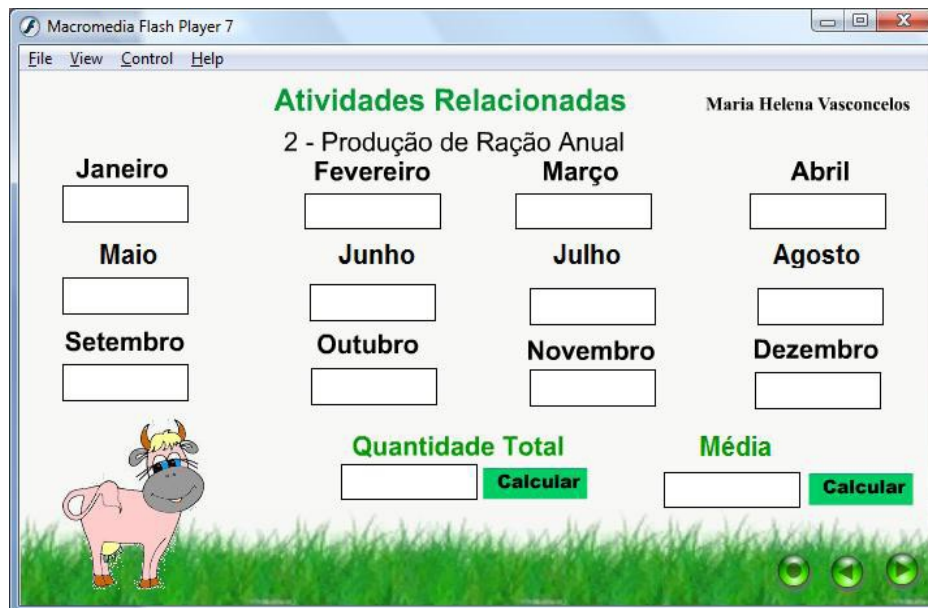 Macromedia Flash Player 7
File View Control Help
Atividades Relacionadas
Maria Helena Vasconcelos
2 - Produção de Ração Anual
Janeiro Fevereiro Março Abril
Maio Junho Julho Agosto
Setembro Outubro Novembro Dezembro
Quantidade Total Média
Calcular Calcular